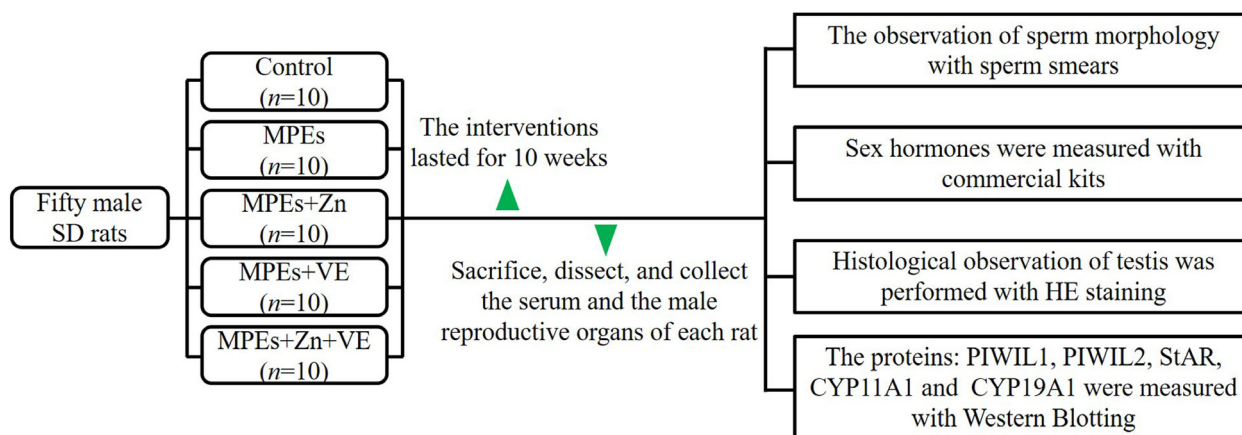 Fifty male
SD rats
Control
(n=10)
MPEs
(n=10)
MPEs+Zn
(n=10)
MPEs+VE
(n=10)
MPEs+Zn+VE
(n=10)
The interventions
lasted for 10 weeks
Sacrifice, dissect, and collect
the serum and the male
reproductive organs of each rat
The observation of sperm morphology
with sperm smears
Sex hormones were measured with
commercial kits
Histological observation of testis was
performed with HE staining
The proteins: PIWIL1, PIWIL2, StAR,
CYP11A1 and CYP19A1 were measured
with Western Blotting